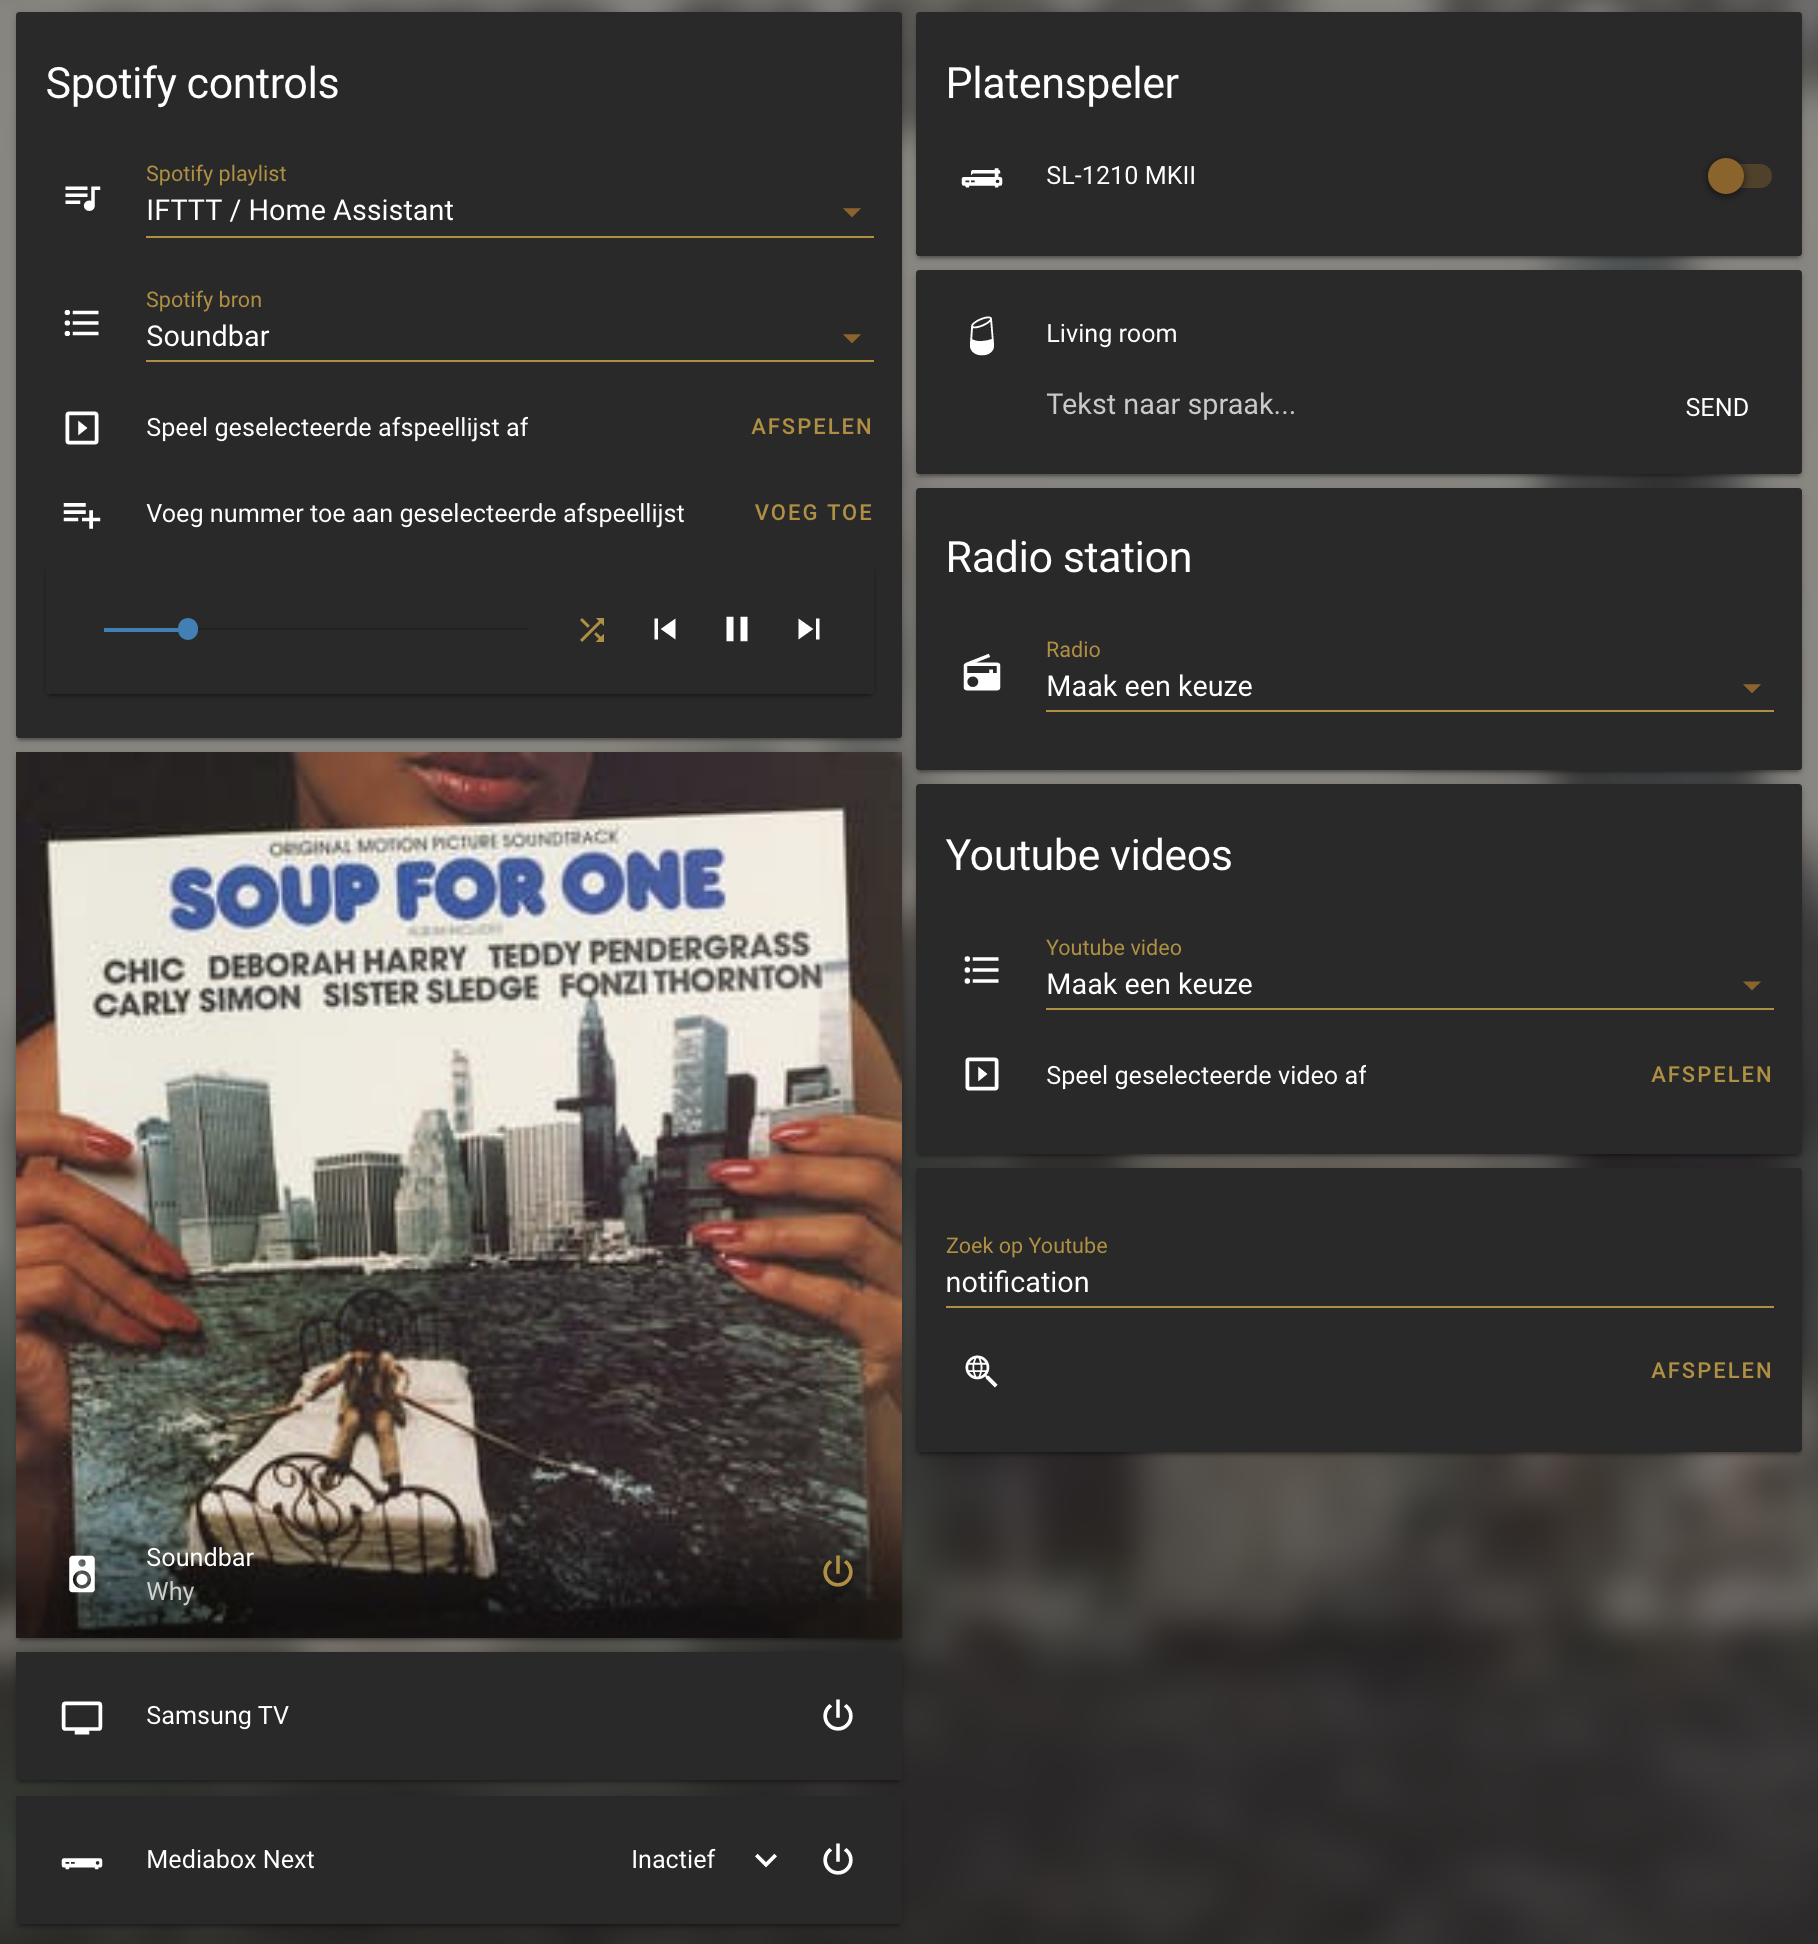 Spotify controls
Spotify playlist
IFTTT / Home Assistant
Spotify bron
Soundbar
Speel geselecteerde afspeellijst af
AFSPELEN
Voeg nummer toe aan geselecteerde afspeellijst
VOEG TOE
ORIGINAL MOTION PICTURE SOUNDTRACK
SOUP FOR ONE
ALBUM INCLUDES
CHIC DEBORAH HARRY TEDDY PENDERGRASS
CARLY SIMON SISTER SLEDGE FONZI THORNTON
Soundbar
Why
Samsung TV
Mediabox Next
Inactief
Platenspeler
SL-1210 MKII
Living room
Tekst naar spraak...
SEND
Radio station
Radio
Maak een keuze
Youtube videos
Youtube video
Maak een keuze
Speel geselecteerde video af
AFSPELEN
Zoek op Youtube
notification
AFSPELEN